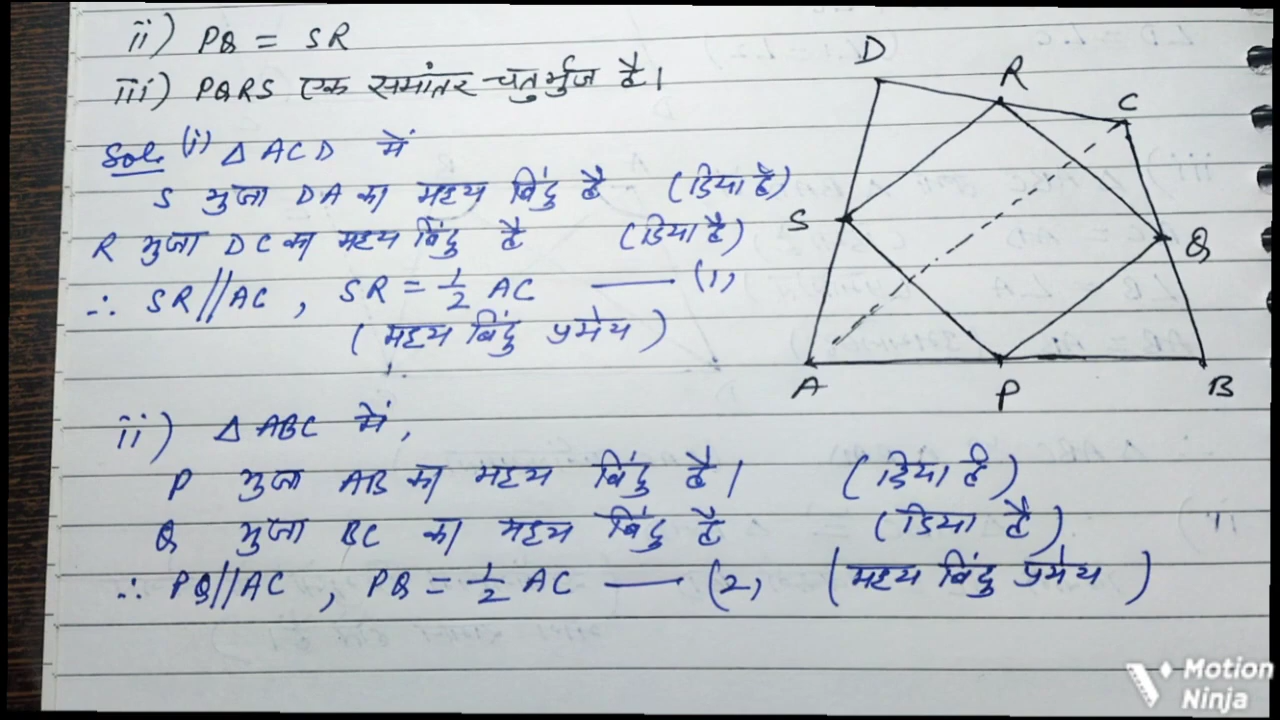 ii) PQ = SR
iii) PQRS एक समांतर चतुर्भुज है।
Sol. (i) △ ACD में
S भुजा DA का मध्य बिंदु है (दिया है)
R भुजा DC का मध्य बिंदु है (दिया है)
∴ SR//AC , SR = 1/2 AC —— (1)
( मध्य बिंदु प्रमेय )
ii) △ ABC में,
P भुजा AB का मध्य बिंदु है। (दिया है)
Q भुजा BC का मध्य बिंदु है (दिया है)
∴ PQ//AC , PQ = 1/2 AC —— (2) ( मध्य बिंदु प्रमेय )
D
R
C
S
Q
A
P
B
Motion
Ninja